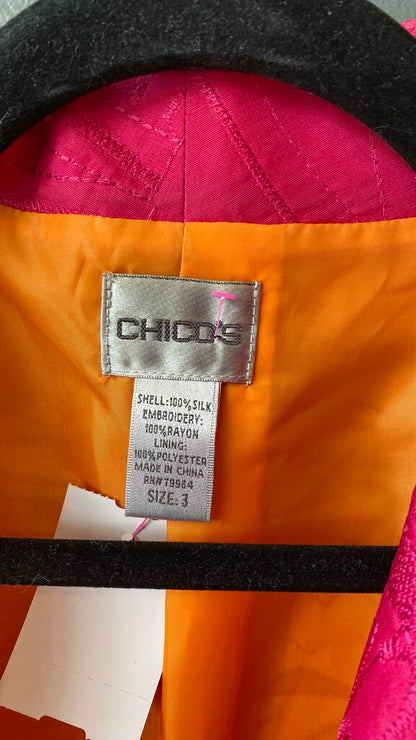 CHICO'S
SHELL:100%SILK
EMBROIDERY:
100%RAYON
LINING:
100%POLYESTER
MADE IN CHINA
RN#79984
SIZE:3